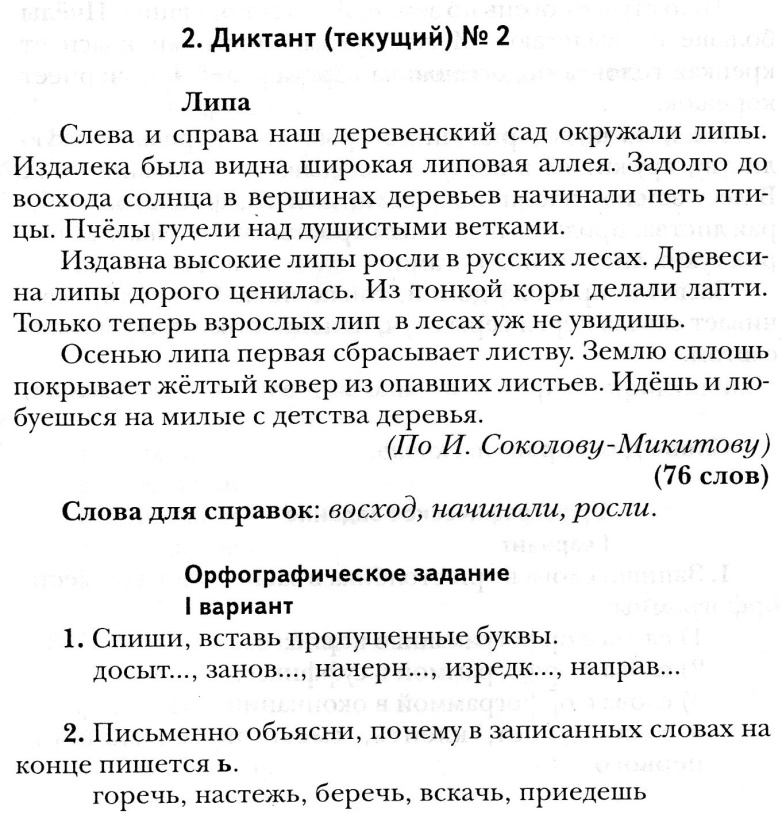 2. Диктант (текущий) № 2
Липа
Слева и справа наш деревенский сад окружали липы.
Издалека была видна широкая липовая аллея. Задолго до
восхода солнца в вершинах деревьев начинали петь пти-
цы. Пчёлы гудели над душистыми ветками.
Издавна высокие липы росли в русских лесах. Древеси-
на липы дорого ценилась. Из тонкой коры делали лапти.
Только теперь взрослых лип в лесах уж не увидишь.
Осенью липа первая сбрасывает листву. Землю сплошь
покрывает жёлтый ковер из опавших листьев. Идёшь и лю-
буешься на милые с детства деревья.
(По И. Соколову-Микитову)
(76 слов)
Слова для справок: восход, начинали, росли.
Орфографическое задание
I вариант
1. Спиши, вставь пропущенные буквы.
досыт..., занов..., начерн..., изредк..., направ...
2. Письменно объясни, почему в записанных словах на
конце пишется ь.
горечь, настежь, беречь, вскачь, приедешь